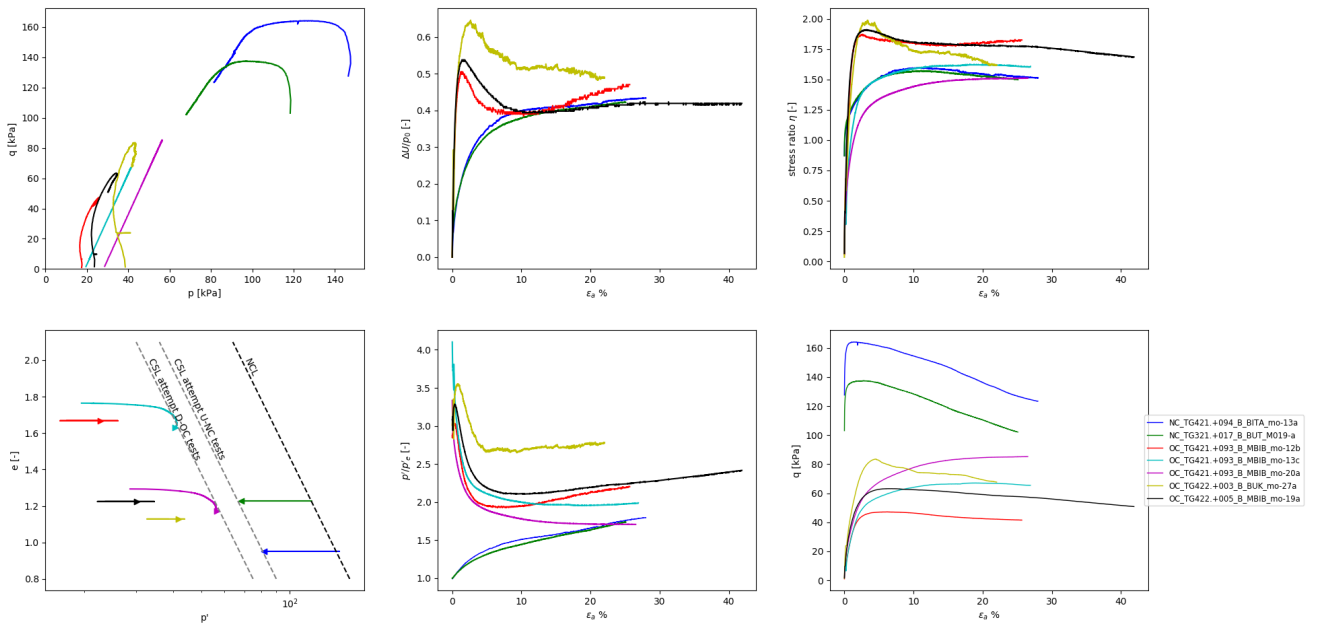 160
140
120
100
80
60
40
20
0
q [kPa]
0 20 40 60 80 100 120 140
p [kPa]
0.6
0.5
0.4
0.3
0.2
0.1
0.0
ΔU/p₀ [-]
0 10 20 30 40
εₐ %
2.00
1.75
1.50
1.25
1.00
0.75
0.50
0.25
0.00
stress ratio η [-]
0 10 20 30 40
εₐ %
2.0
1.8
1.6
1.4
1.2
1.0
0.8
e [-]
CSL attempt D-OC tests
CSL attempt U-NC tests
NCL
10²
p'
4.0
3.5
3.0
2.5
2.0
1.5
1.0
p'/p'ₑ [-]
0 10 20 30 40
εₐ %
160
140
120
100
80
60
40
20
0
q [kPa]
0 10 20 30 40
εₐ %
NC_TG421.+094_B_BITA_mo-13a
NC_TG321.+017_B_BUT_M019-a
OC_TG421.+093_B_MBIB_mo-12b
OC_TG421.+093_B_MBIB_mo-13c
OC_TG421.+093_B_MBIB_mo-20a
OC_TG422.+003_B_BUK_mo-27a
OC_TG422.+005_B_MBIB_mo-19a